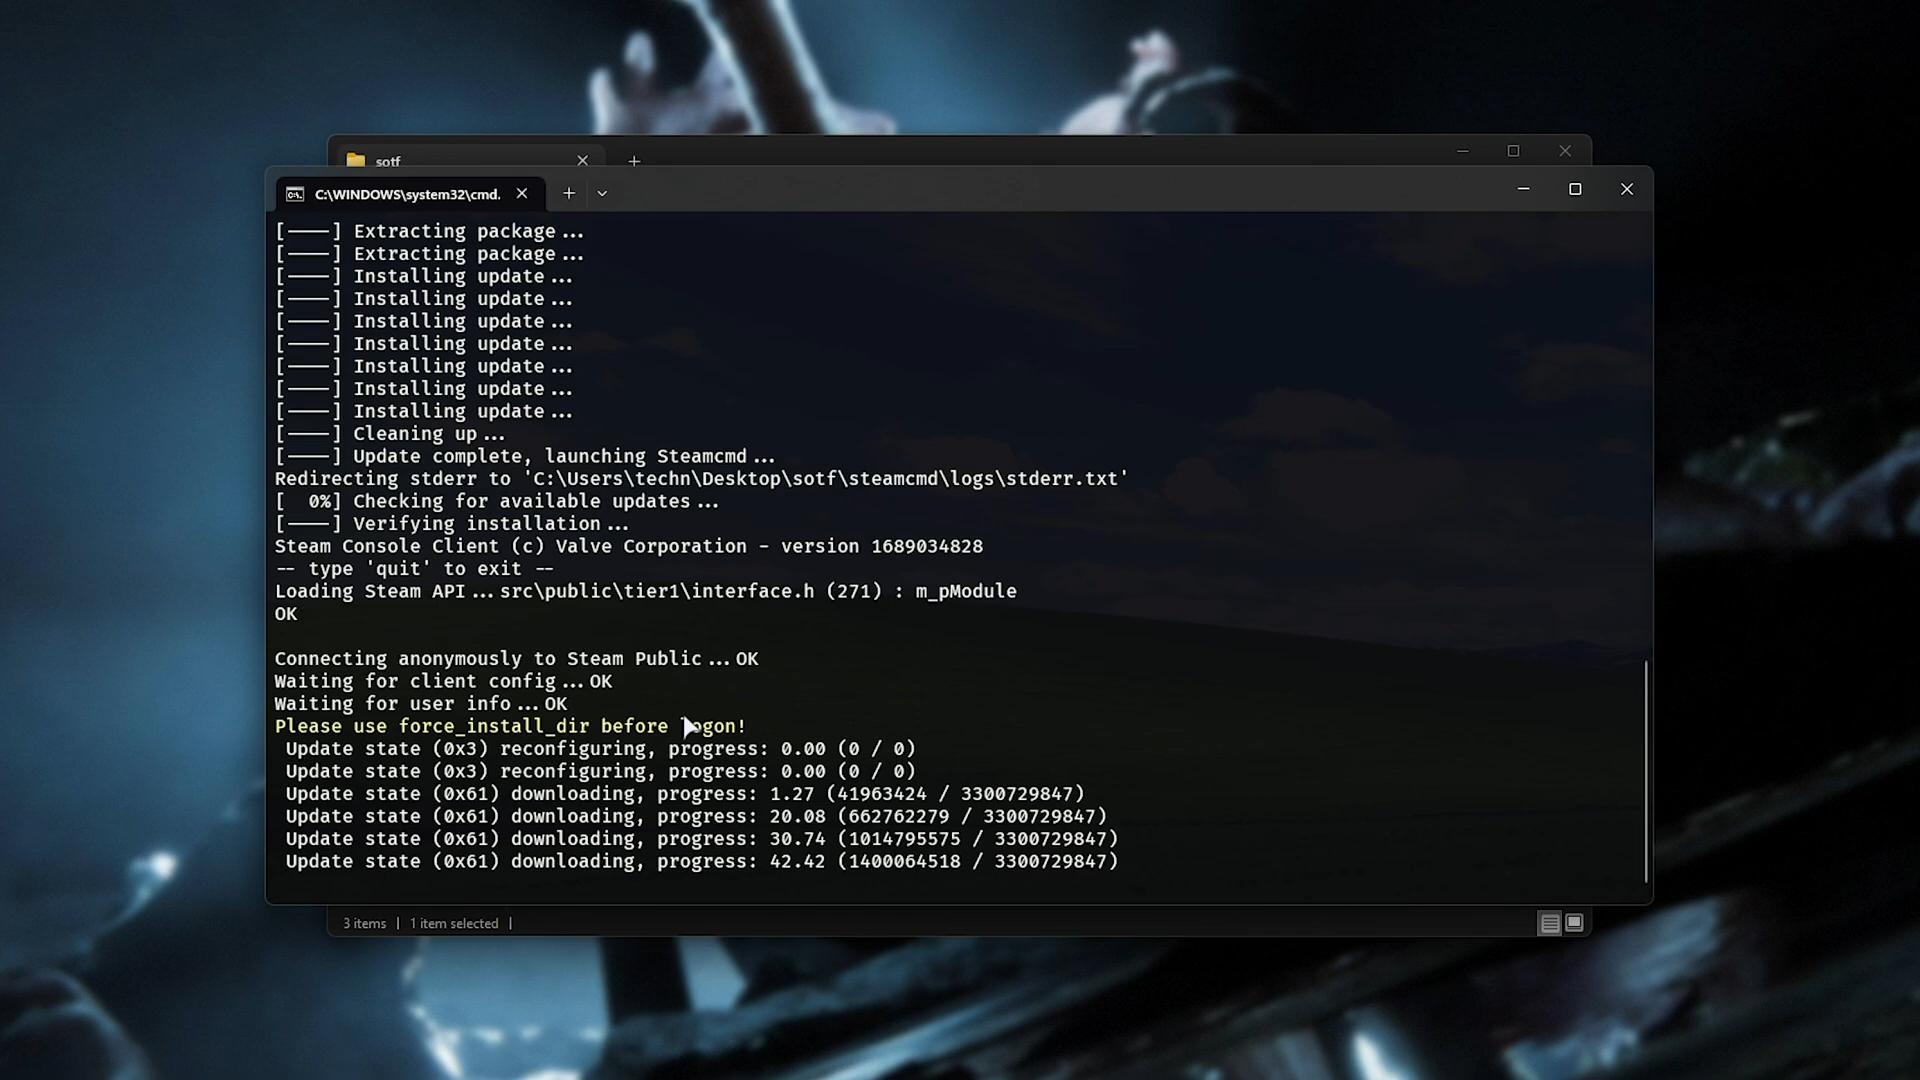 sotf
C:\WINDOWS\system32\cmd.
[----] Extracting package...
[----] Extracting package...
[----] Installing update...
[----] Installing update...
[----] Installing update...
[----] Installing update...
[----] Installing update...
[----] Installing update...
[----] Installing update...
[----] Cleaning up...
[----] Update complete, launching Steamcmd...
Redirecting stderr to 'C:\Users\techn\Desktop\sotf\steamcmd\logs\stderr.txt'
[  0%] Checking for available updates...
[----] Verifying installation...
Steam Console Client (c) Valve Corporation - version 1689034828
-- type 'quit' to exit --
Loading Steam API...src\public\tier1\interface.h (271) : m_pModule
OK
Connecting anonymously to Steam Public...OK
Waiting for client config...OK
Waiting for user info...OK
Please use force_install_dir before logon!
Update state (0x3) reconfiguring, progress: 0.00 (0 / 0)
Update state (0x3) reconfiguring, progress: 0.00 (0 / 0)
Update state (0x61) downloading, progress: 1.27 (41963424 / 3300729847)
Update state (0x61) downloading, progress: 20.08 (662762279 / 3300729847)
Update state (0x61) downloading, progress: 30.74 (1014795575 / 3300729847)
Update state (0x61) downloading, progress: 42.42 (1400064518 / 3300729847)
3 items | 1 item selected |